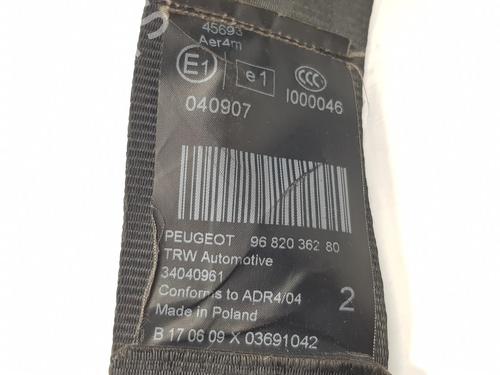 45693
Aer4m
E1 e1 CCC
040907 I000046
PEUGEOT 96 820 362 80
TRW Automotive
34040961
Conforms to ADR4/04
Made in Poland 2
B 17 06 09 X 03691042